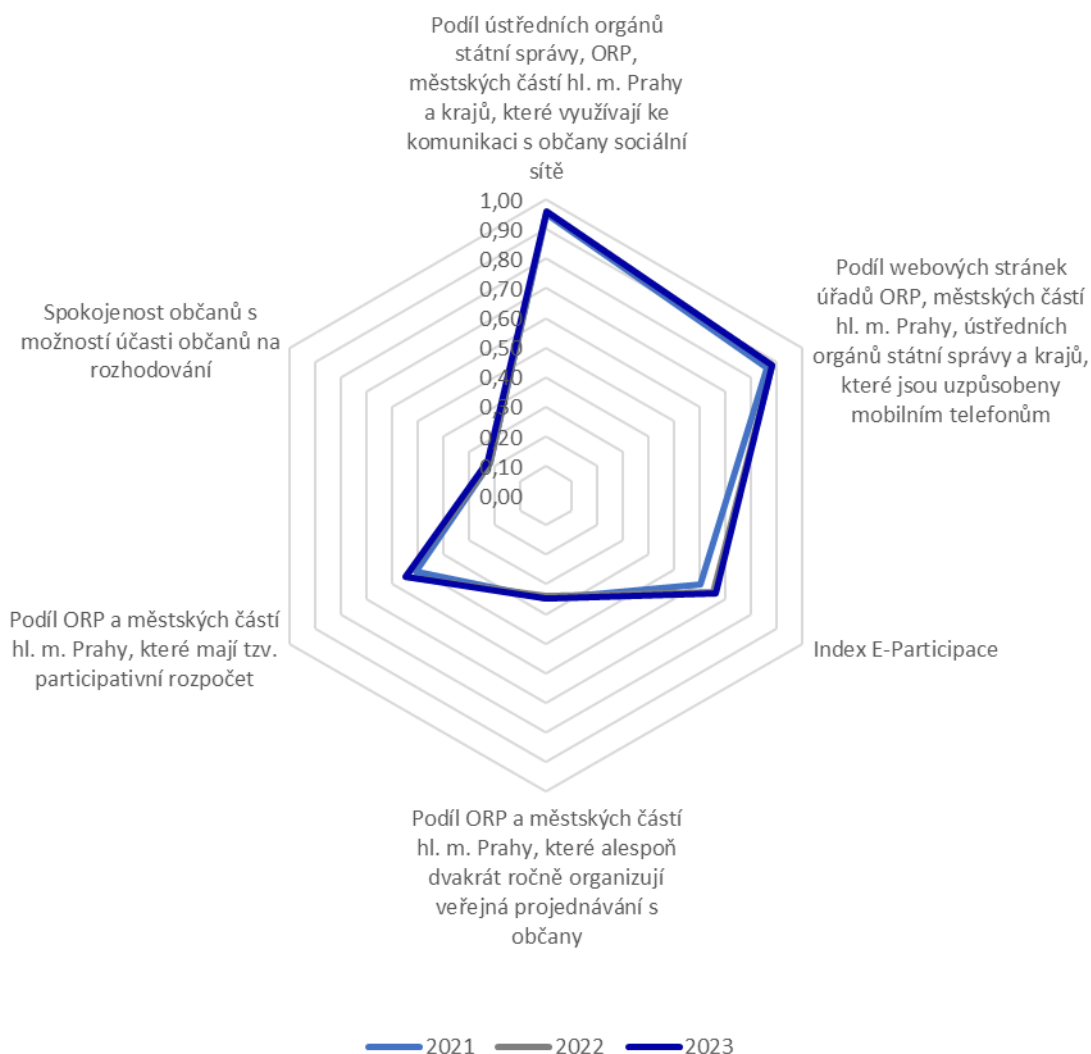 Podíl ústředních orgánů
státní správy, ORP,
městských částí hl. m. Prahy
a krajů, které využívají ke
komunikaci s občany sociální
sítě
1,00
0,90
0,80
0,70
0,60
0,50
0,40
0,30
0,20
0,10
0,00
Podíl webových stránek
úřadů ORP, městských částí
hl. m. Prahy, ústředních
orgánů státní správy a krajů,
které jsou uzpůsobeny
mobilním telefonům
Spokojenost občanů s
možností účasti občanů na
rozhodování
Index E-Participace
Podíl ORP a městských částí
hl. m. Prahy, které mají tzv.
participativní rozpočet
Podíl ORP a městských částí
hl. m. Prahy, které alespoň
dvakrát ročně organizují
veřejná projednávání s
občany
2021 2022 2023